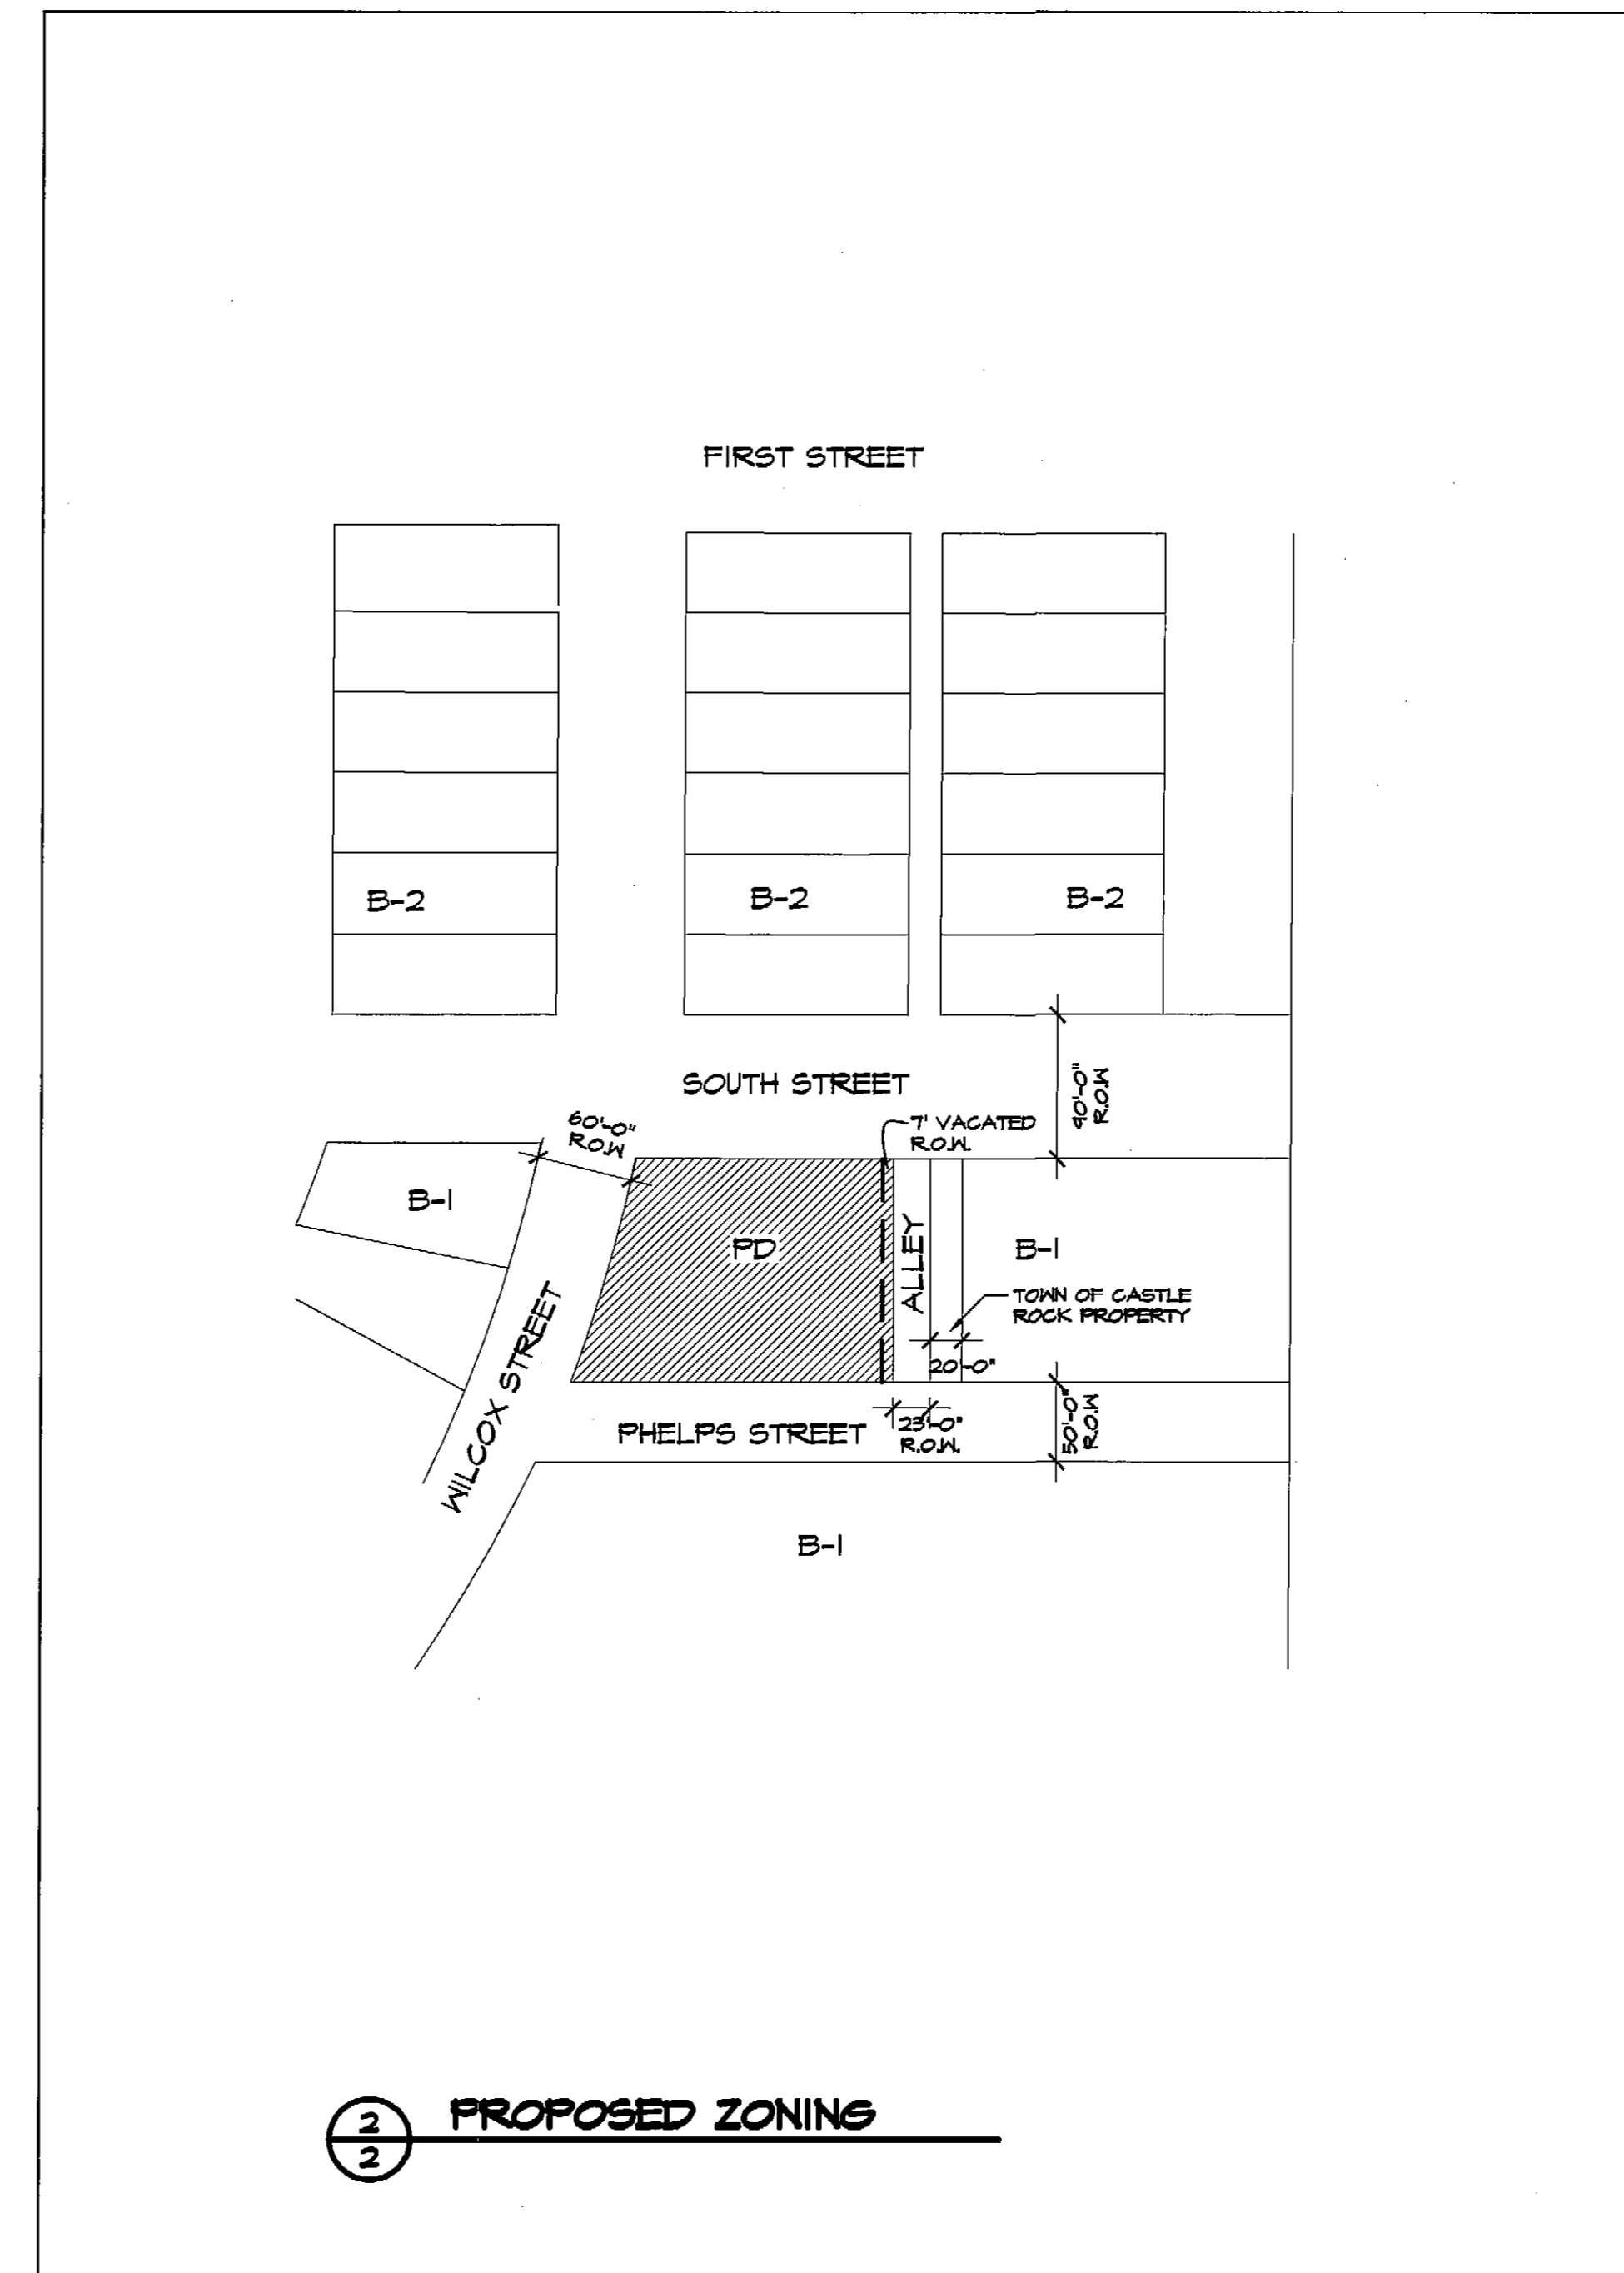 FIRST STREET
B-2
B-2
B-2
SOUTH STREET
90'-0"
R.O.W
60'-0"
R.O.W
7' VACATED
R.O.W.
B-1
PD
ALLEY
B-1
TOWN OF CASTLE
ROCK PROPERTY
20'-0"
WILCOX STREET
PHELPS STREET
23'-0"
R.O.W.
50'-0"
R.O.W
B-1
2
2
PROPOSED ZONING